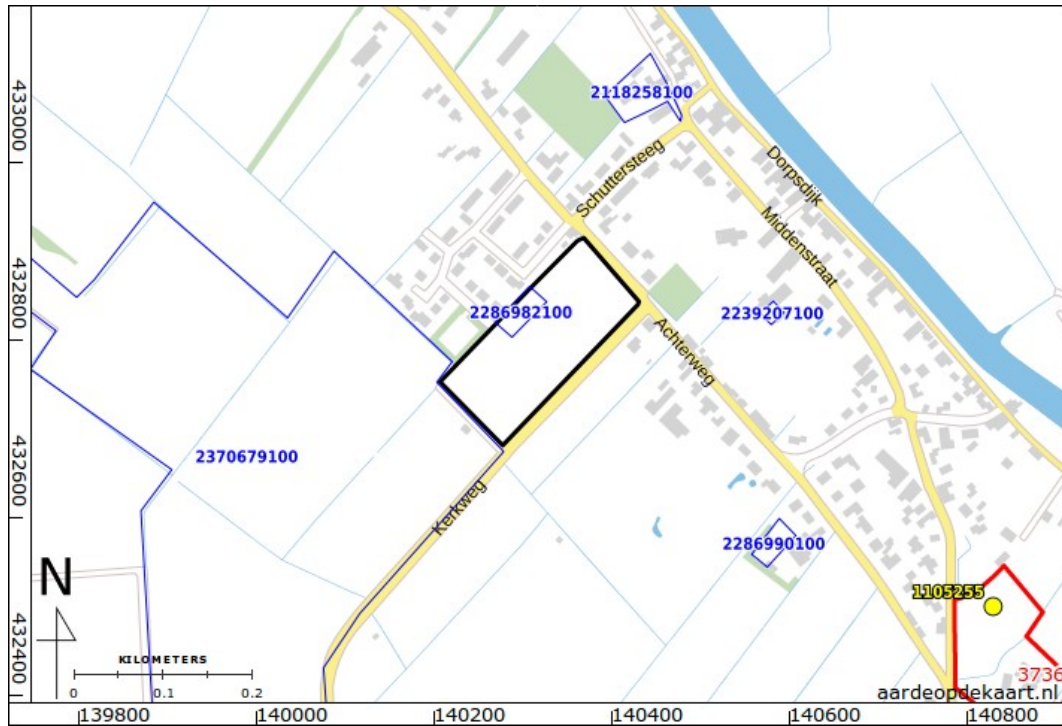 2118258100
Schuttersteeg
Dorpsdijk
Middenstraat
2286982100
2239207100
Achterweg
2370679100
Kerkweg
2286990100
1105255
3736
N
KILOMETERS
0 0.1 0.2
aardeopdekaart.nl
433000
432800
432600
432400
139800 140000 140200 140400 140600 140800